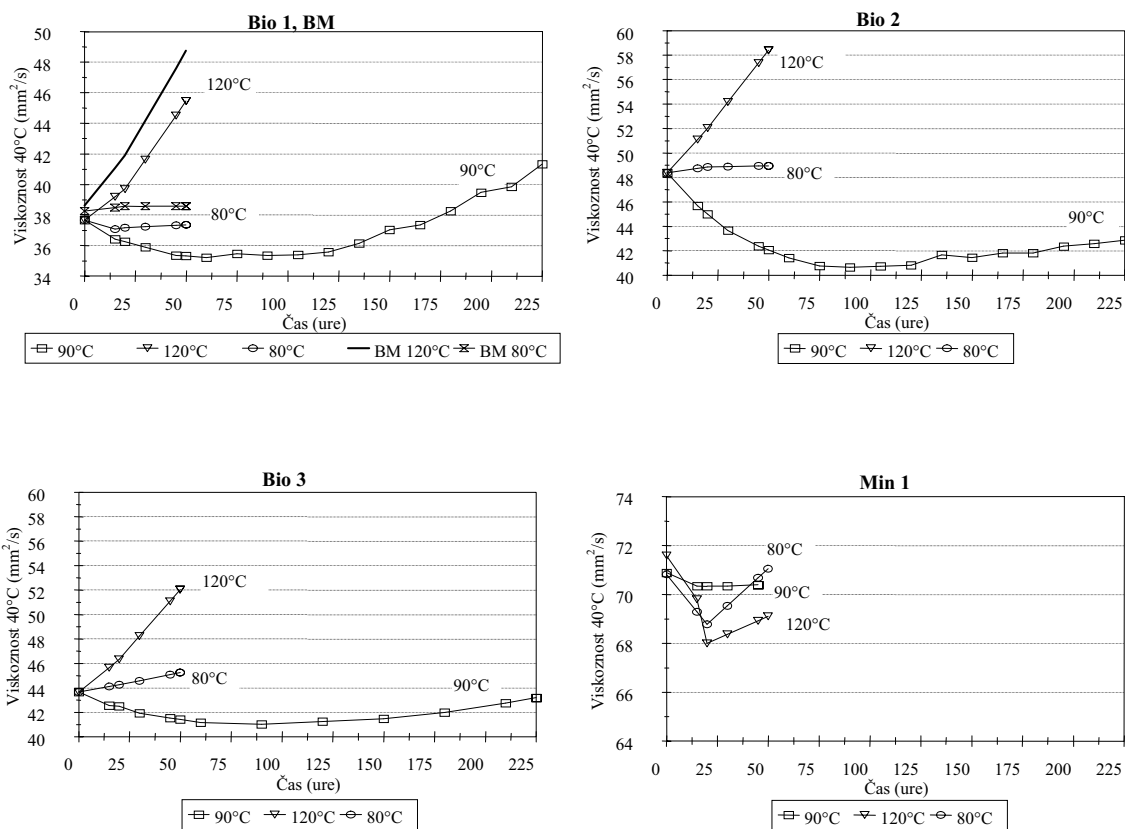 Bio 1, BM
Viskoznost 40°C (mm²/s)
50
48
46
44
42
40
38
36
34
120°C
90°C
80°C
0 25 50 75 100 125 150 175 200 225
Čas (ure)
90°C 120°C 80°C BM 120°C BM 80°C
Bio 2
Viskoznost 40°C (mm²/s)
60
58
56
54
52
50
48
46
44
42
40
120°C
80°C
90°C
0 25 50 75 100 125 150 175 200 225
Čas (ure)
90°C 120°C 80°C
Bio 3
Viskoznost 40°C (mm²/s)
60
58
56
54
52
50
48
46
44
42
40
120°C
80°C
90°C
0 25 50 75 100 125 150 175 200 225
Čas (ure)
90°C 120°C 80°C
Min 1
Viskoznost 40°C (mm²/s)
74
72
70
68
66
64
80°C
90°C
120°C
0 25 50 75 100 125 150 175 200 225
Čas (ure)
90°C 120°C 80°C